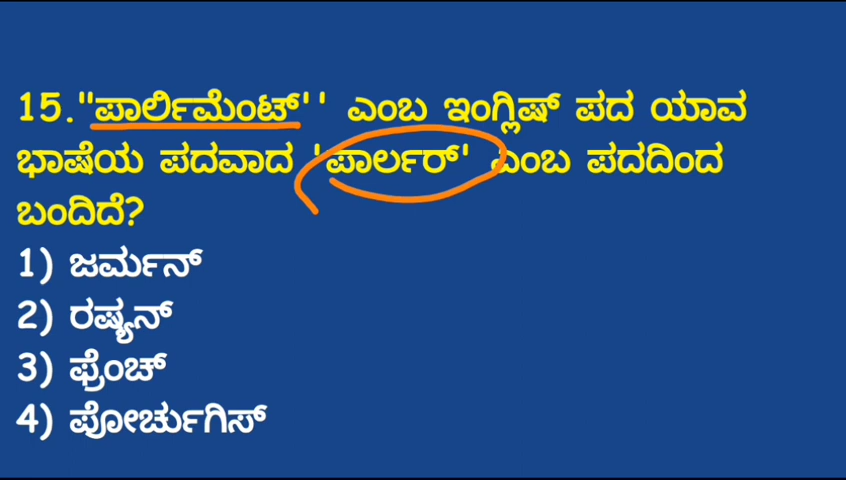 15."ಪಾರ್ಲಿಮೆಂಟ್'' ಎಂಬ ಇಂಗ್ಲಿಷ್ ಪದ ಯಾವ
ಭಾಷೆಯ ಪದವಾದ 'ಪಾರ್ಲರ್' ಎಂಬ ಪದದಿಂದ
ಬಂದಿದೆ?
1) ಜರ್ಮನ್
2) ರಷ್ಯನ್
3) ಫ್ರೆಂಚ್
4) ಪೋರ್ಚುಗಿಸ್